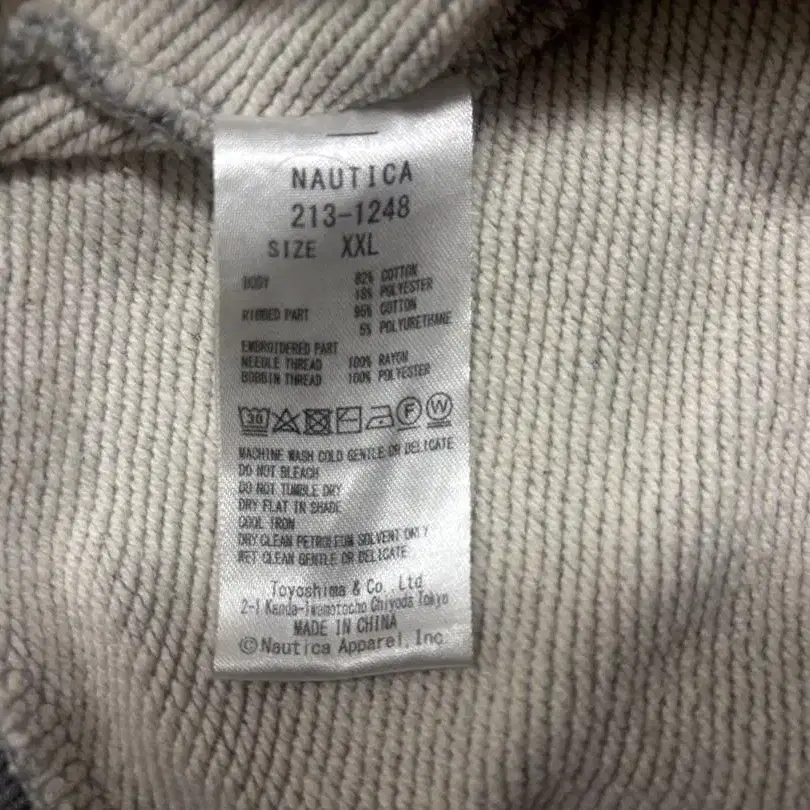 NAUTICA
213-1248
SIZE XXL
BODY 82% COTTON
18% POLYESTER
RIBBED PART 95% COTTON
5% POLYURETHANE
EMBROIDERED PART
NEEDLE THREAD 100% RAYON
BOBBIN THREAD 100% POLYESTER
30 F W
MACHINE WASH COLD GENTLE OR DELICATE
DO NOT BLEACH
DO NOT TUMBLE DRY
DRY FLAT IN SHADE
COOL IRON
DRY CLEAN PETROLEUM SOLVENT ONLY
WET CLEAN GENTLE OR DELICATE
Toyoshima & Co. Ltd
2-1 Kanda-Iwamotocho Chiyoda Tokyo
MADE IN CHINA
©Nautica Apparel, Inc